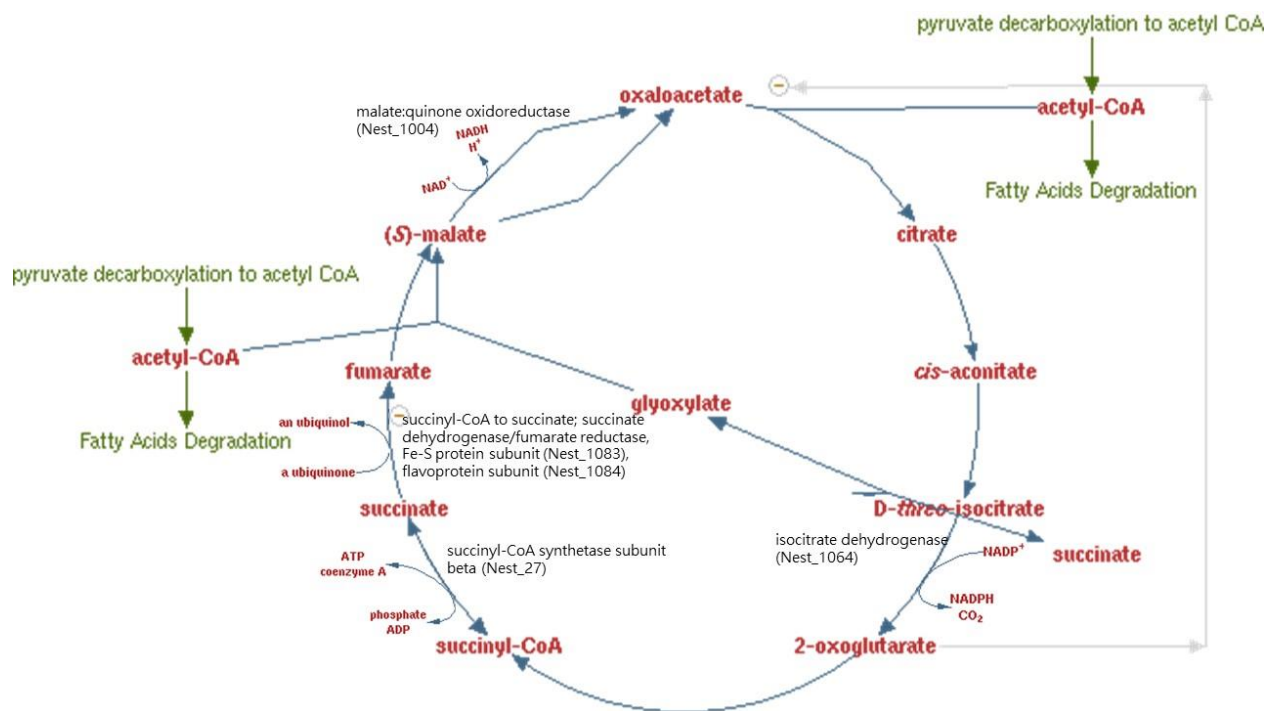 pyruvate decarboxylation to acetyl CoA
oxaloacetate
−
acetyl-CoA
malate:quinone oxidoreductase
(Nest_1004)
NADH
H+
NAD+
Fatty Acids Degradation
(S)-malate
citrate
pyruvate decarboxylation to acetyl CoA
acetyl-CoA
fumarate
cis-aconitate
glyoxylate
Fatty Acids Degradation
an ubiquinol
a ubiquinone
−
succinyl-CoA to succinate; succinate
dehydrogenase/fumarate reductase,
Fe-S protein subunit (Nest_1083),
flavoprotein subunit (Nest_1084)
succinate
D-threo-isocitrate
isocitrate dehydrogenase
(Nest_1064)
NADP+
succinate
succinyl-CoA synthetase subunit
beta (Nest_27)
ATP
coenzyme A
phosphate
ADP
NADPH
CO2
succinyl-CoA
2-oxoglutarate